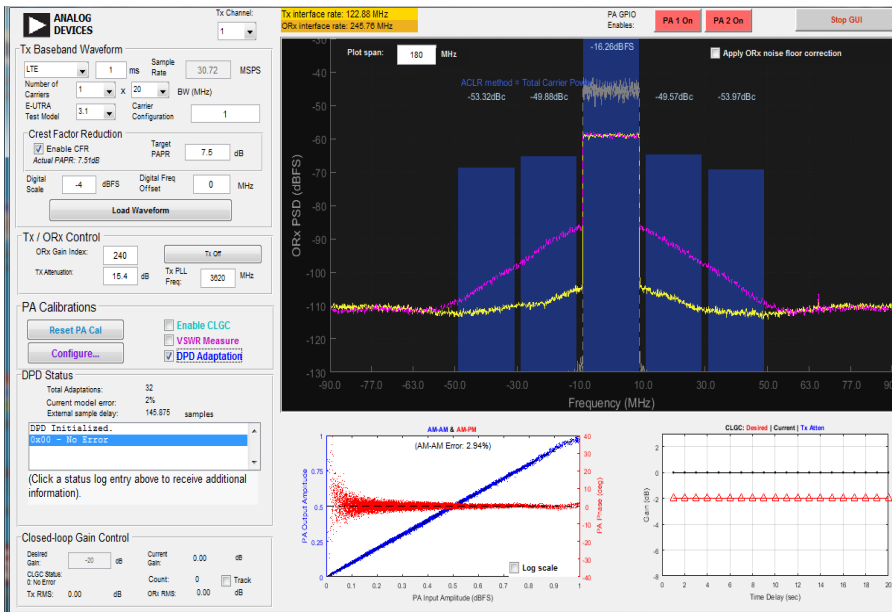 ANALOG
DEVICES
Tx Channel:
1
Tx interface rate: 122.88 MHz
ORx interface rate: 245.76 MHz
PA GPIO
Enables:
PA 1 On
PA 2 On
Stop GUI
Tx Baseband Waveform
LTE
1
ms
Sample
Rate
30.72
MSPS
Number of
Carriers
1
x
20
BW (MHz)
E-UTRA
Test Model
3.1
Carrier
Configuration
1
Crest Factor Reduction
Enable CFR
Actual PAPR: 7.51dB
Target
PAPR
7.5
dB
Digital
Scale
-4
dBFS
Digital Freq
Offset
0
MHz
Load Waveform
Tx / ORx Control
ORx Gain Index:
240
Tx Off
TX Attenuation:
15.4
dB
Tx PLL
Freq:
3620
MHz
PA Calibrations
Reset PA Cal
Configure...
Enable CLGC
VSWR Measure
DPD Adaptation
DPD Status
Total Adaptations:
32
Current model error:
2%
External sample delay:
145.875
samples
DPD Initialized.
0x00 - No Error
(Click a status log entry above to receive additional
information).
Closed-loop Gain Control
Desired
Gain:
-20
dB
Current
Gain:
0.00
dB
CLGC Status:
0: No Error
Count:
0
Track
Tx RMS:
0.00
dB
ORx RMS:
0.00
dB
Plot span:
180
MHz
-16.26dBFS
Apply ORx noise floor correction
ACLR method = Total Carrier Pow
-53.32dBc
-49.88dBc
-49.57dBc
-53.97dBc
ORx PSD (dBFS)
-30
-40
-50
-60
-70
-80
-90
-100
-110
-120
-130
-90.0
-77.0
-63.0
-50.0
-30.0
-10.0
10.0
30.0
50.0
63.0
77.0
90
Frequency (MHz)
AM-AM & AM-PM
(AM-AM Error: 2.94%)
PA Output Amplitude
1
0.75
0.5
0.25
0
0
0.1
0.2
0.3
0.4
0.5
0.6
0.7
0.8
0.9
1
PA Input Amplitude (dBFS)
40
30
20
10
0
-10
-20
-30
-40
PA Phase (deg)
Log scale
CLGC: Desired | Current | Tx Atten
Gain (dB)
2
0
-2
-4
-6
-8
0
2
4
6
8
10
12
14
16
18
20
Time Delay (sec)